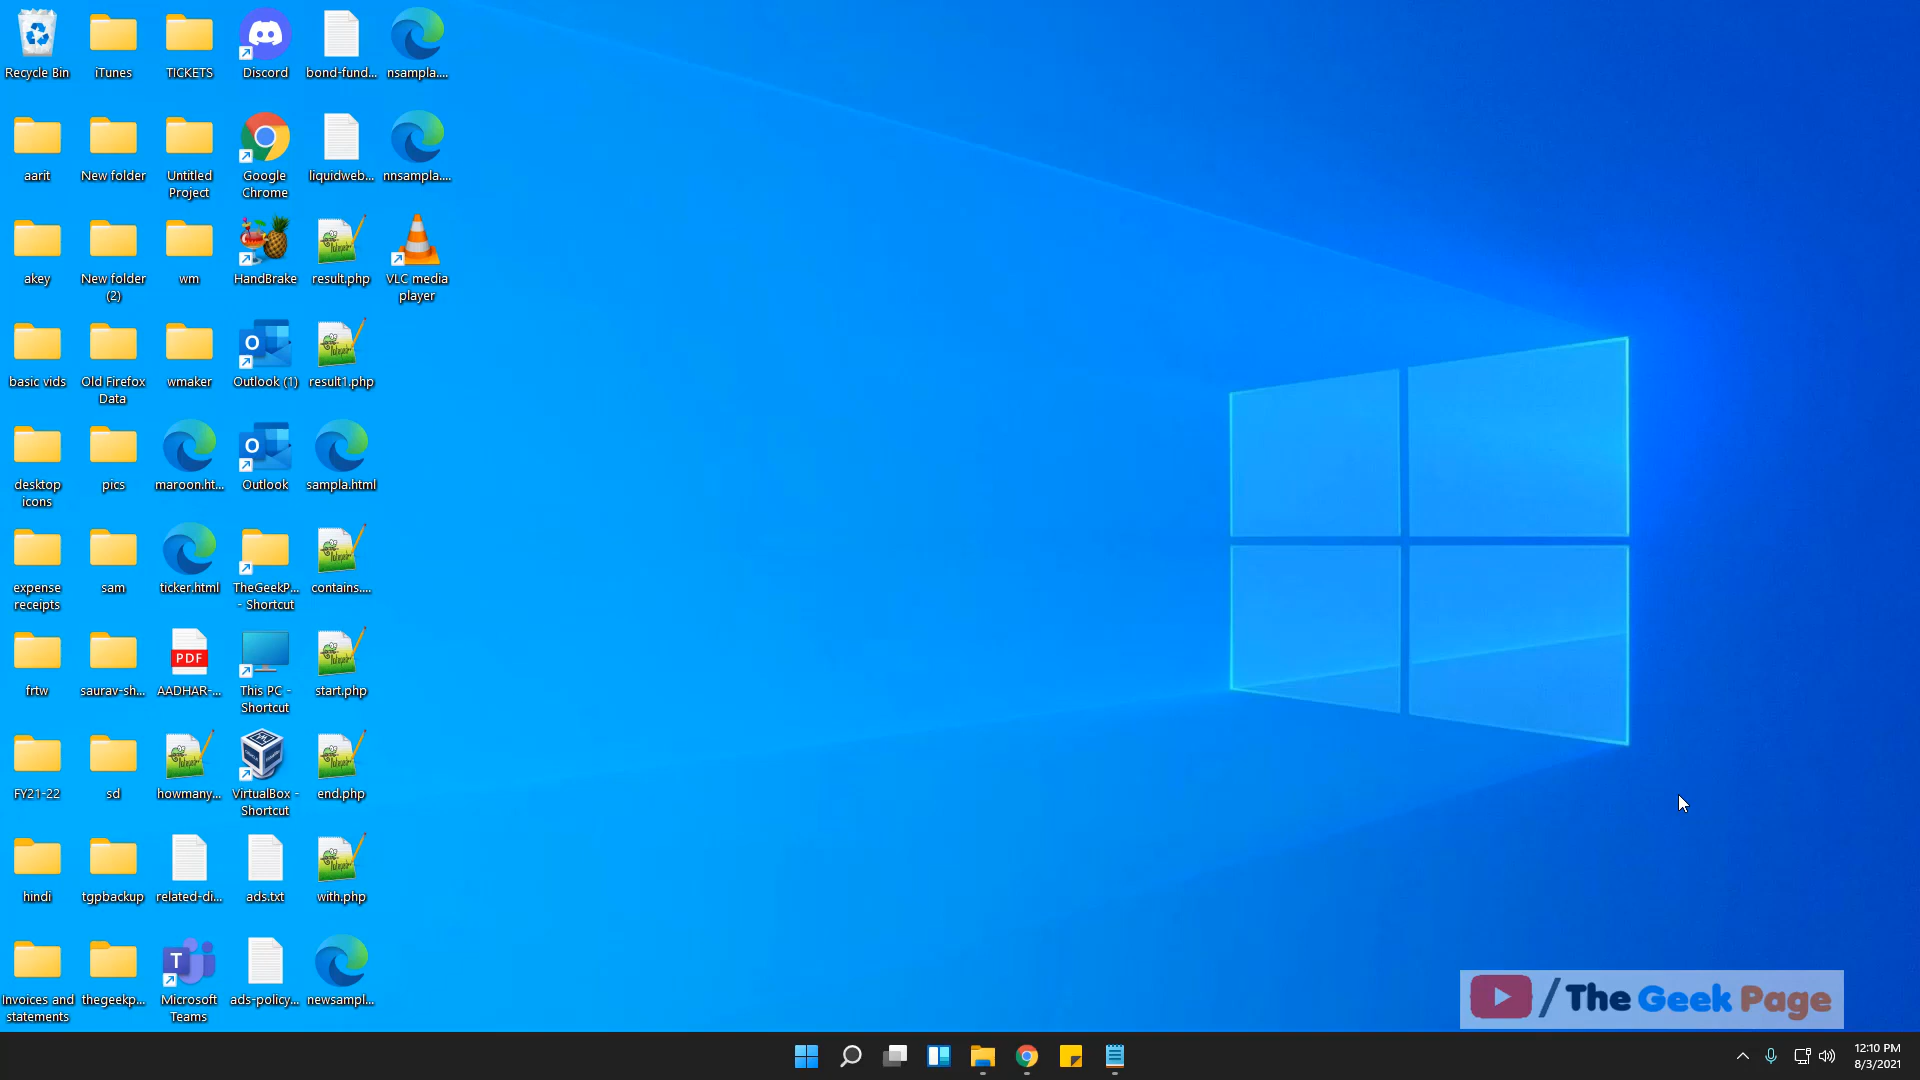 Recycle Bin
iTunes
TICKETS
Discord
bond-fund...
nsampla....
aarit
New folder
Untitled
Project
Google
Chrome
liquidweb...
nnsampla....
akey
New folder
(2)
wm
HandBrake
result.php
VLC media
player
basic vids
Old Firefox
Data
wmaker
Outlook (1)
result1.php
desktop
icons
pics
maroon.ht...
Outlook
sampla.html
expense
receipts
sam
ticker.html
TheGeekP...
- Shortcut
contains....
frtw
saurav-sh...
PDF
AADHAR-...
This PC -
Shortcut
start.php
FY21-22
sd
howmany...
VirtualBox -
Shortcut
end.php
hindi
tgpbackup
related-di...
ads.txt
with.php
Invoices and
statements
thegeekp...
Microsoft
Teams
ads-policy...
newsampl...
/The Geek Page
12:10 PM
8/3/2021